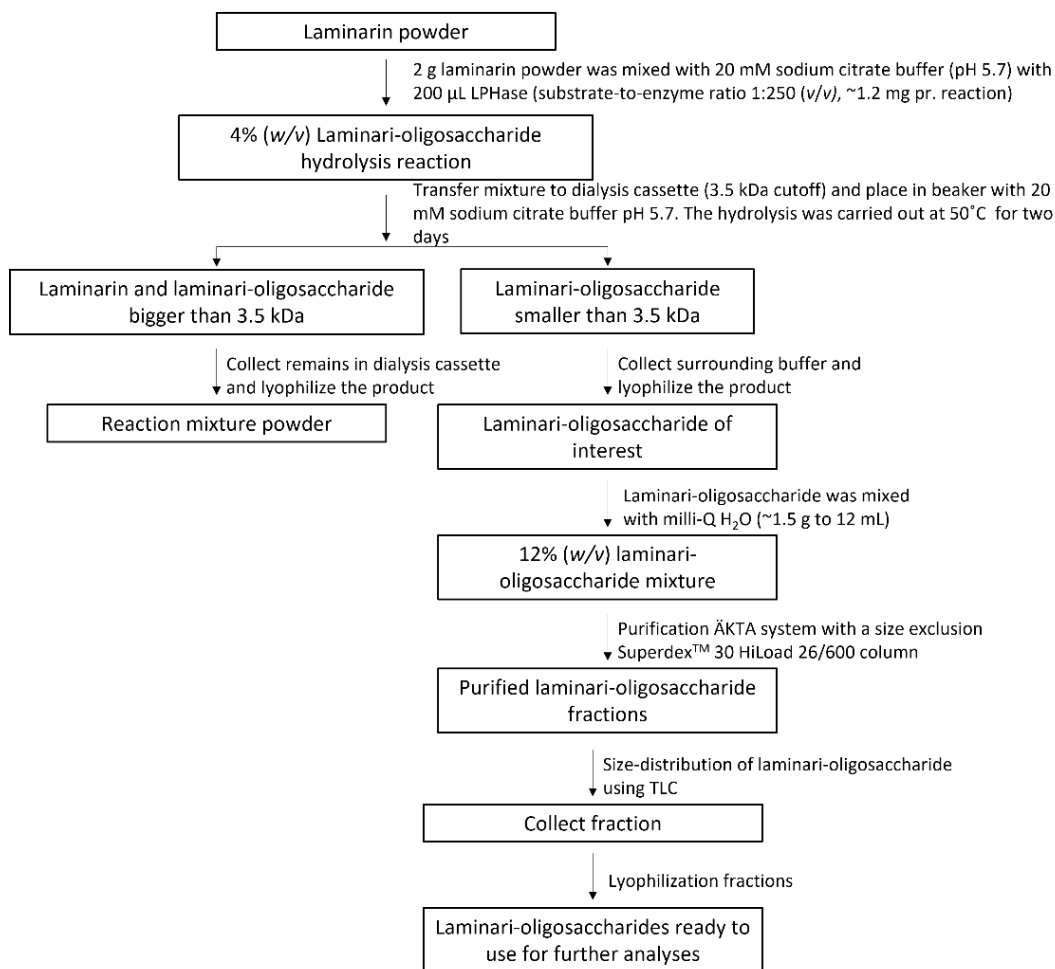 Laminarin powder
2 g laminarin powder was mixed with 20 mM sodium citrate buffer (pH 5.7) with
200 µL LPHase (substrate-to-enzyme ratio 1:250 (v/v), ~1.2 mg pr. reaction)
4% (w/v) Laminari-oligosaccharide
hydrolysis reaction
Transfer mixture to dialysis cassette (3.5 kDa cutoff) and place in beaker with 20
mM sodium citrate buffer pH 5.7. The hydrolysis was carried out at 50˚C for two
days
Laminarin and laminari-oligosaccharide
bigger than 3.5 kDa
Laminari-oligosaccharide
smaller than 3.5 kDa
Collect remains in dialysis cassette
and lyophilize the product
Collect surrounding buffer and
lyophilize the product
Reaction mixture powder
Laminari-oligosaccharide of
interest
Laminari-oligosaccharide was mixed
with milli-Q H₂O (~1.5 g to 12 mL)
12% (w/v) laminari-
oligosaccharide mixture
Purification ÄKTA system with a size exclusion
Superdex™ 30 HiLoad 26/600 column
Purified laminari-oligosaccharide
fractions
Size-distribution of laminari-oligosaccharide
using TLC
Collect fraction
Lyophilization fractions
Laminari-oligosaccharides ready to
use for further analyses